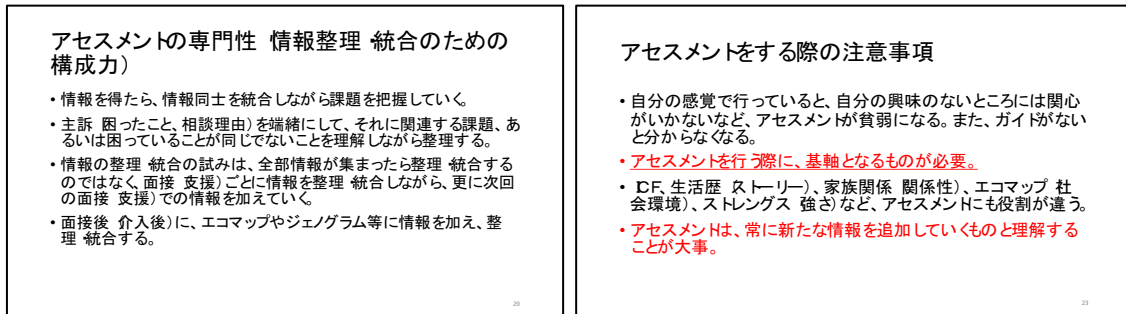 アセスメントの専門性 情報整理・統合のための
構成力）
• 情報を得たら、情報同士を統合しながら課題を把握していく。
• 主訴 困ったこと、相談理由）を端緒にして、それに関連する課題、あ
るいは困っていることが同じでないことを理解しながら整理する。
• 情報の整理・統合の試みは、全部情報が集まったら整理・統合する
のではなく、面接 支援）ごとに情報を整理・統合しながら、更に次回
の面接 支援）での情報を加えていく。
• 面接後 介入後）に、エコマップやジェノグラム等に情報を加え、整
理・統合する。
29
アセスメントをする際の注意事項
• 自分の感覚で行っていると、自分の興味のないところには関心
がいかないなど、アセスメントが貧弱になる。また、ガイドがない
と分からなくなる。
• アセスメントを行う際に、基軸となるものが必要。
• ICF、生活歴 ストーリー）、家族関係 関係性）、エコマップ 社
会環境）、ストレングス 強さ）など、アセスメントにも役割が違う。
• アセスメントは、常に新たな情報を追加していくものと理解する
ことが大事。
23